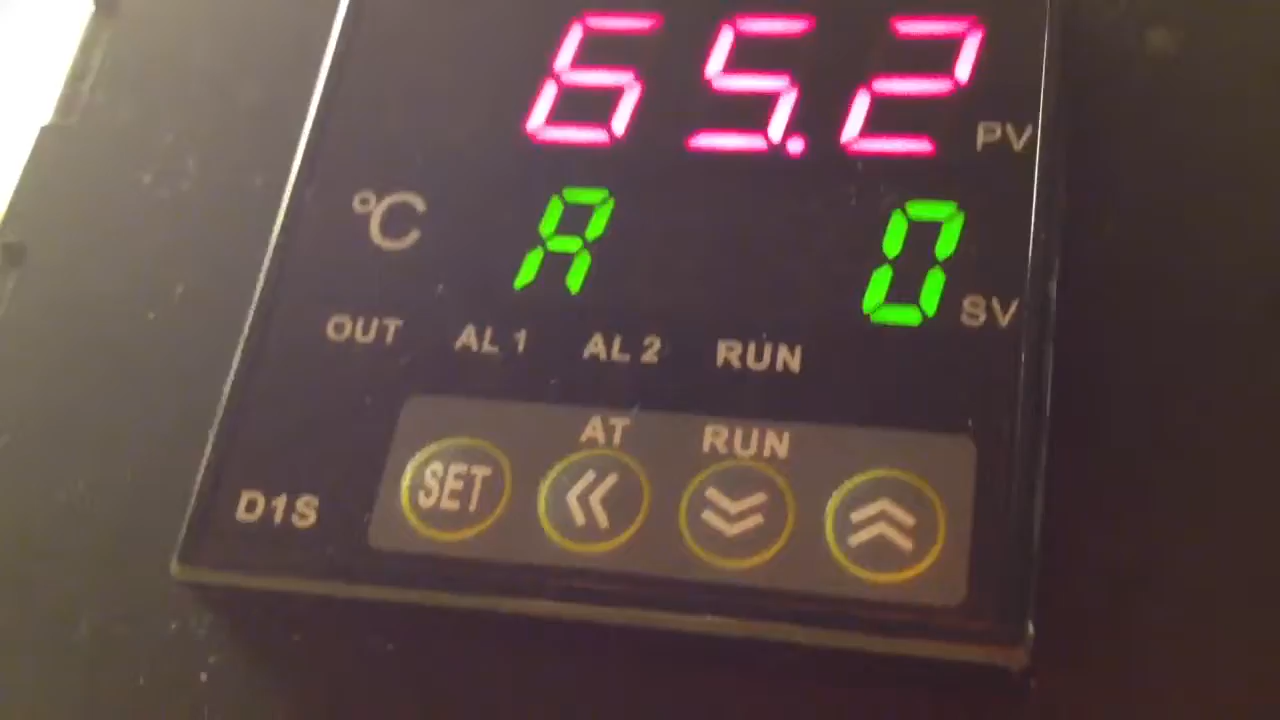 65.2 PV
°C A 0 SV
OUT AL 1 AL 2 RUN
AT RUN
SET
D1S